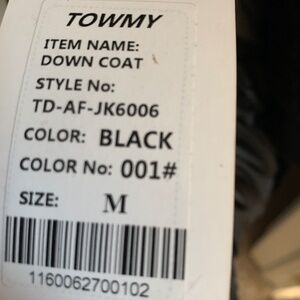 TOWMY
ITEM NAME:
DOWN COAT
STYLE No:
TD-AF-JK6006
COLOR: BLACK
COLOR No: 001#
SIZE: M
1160062700102